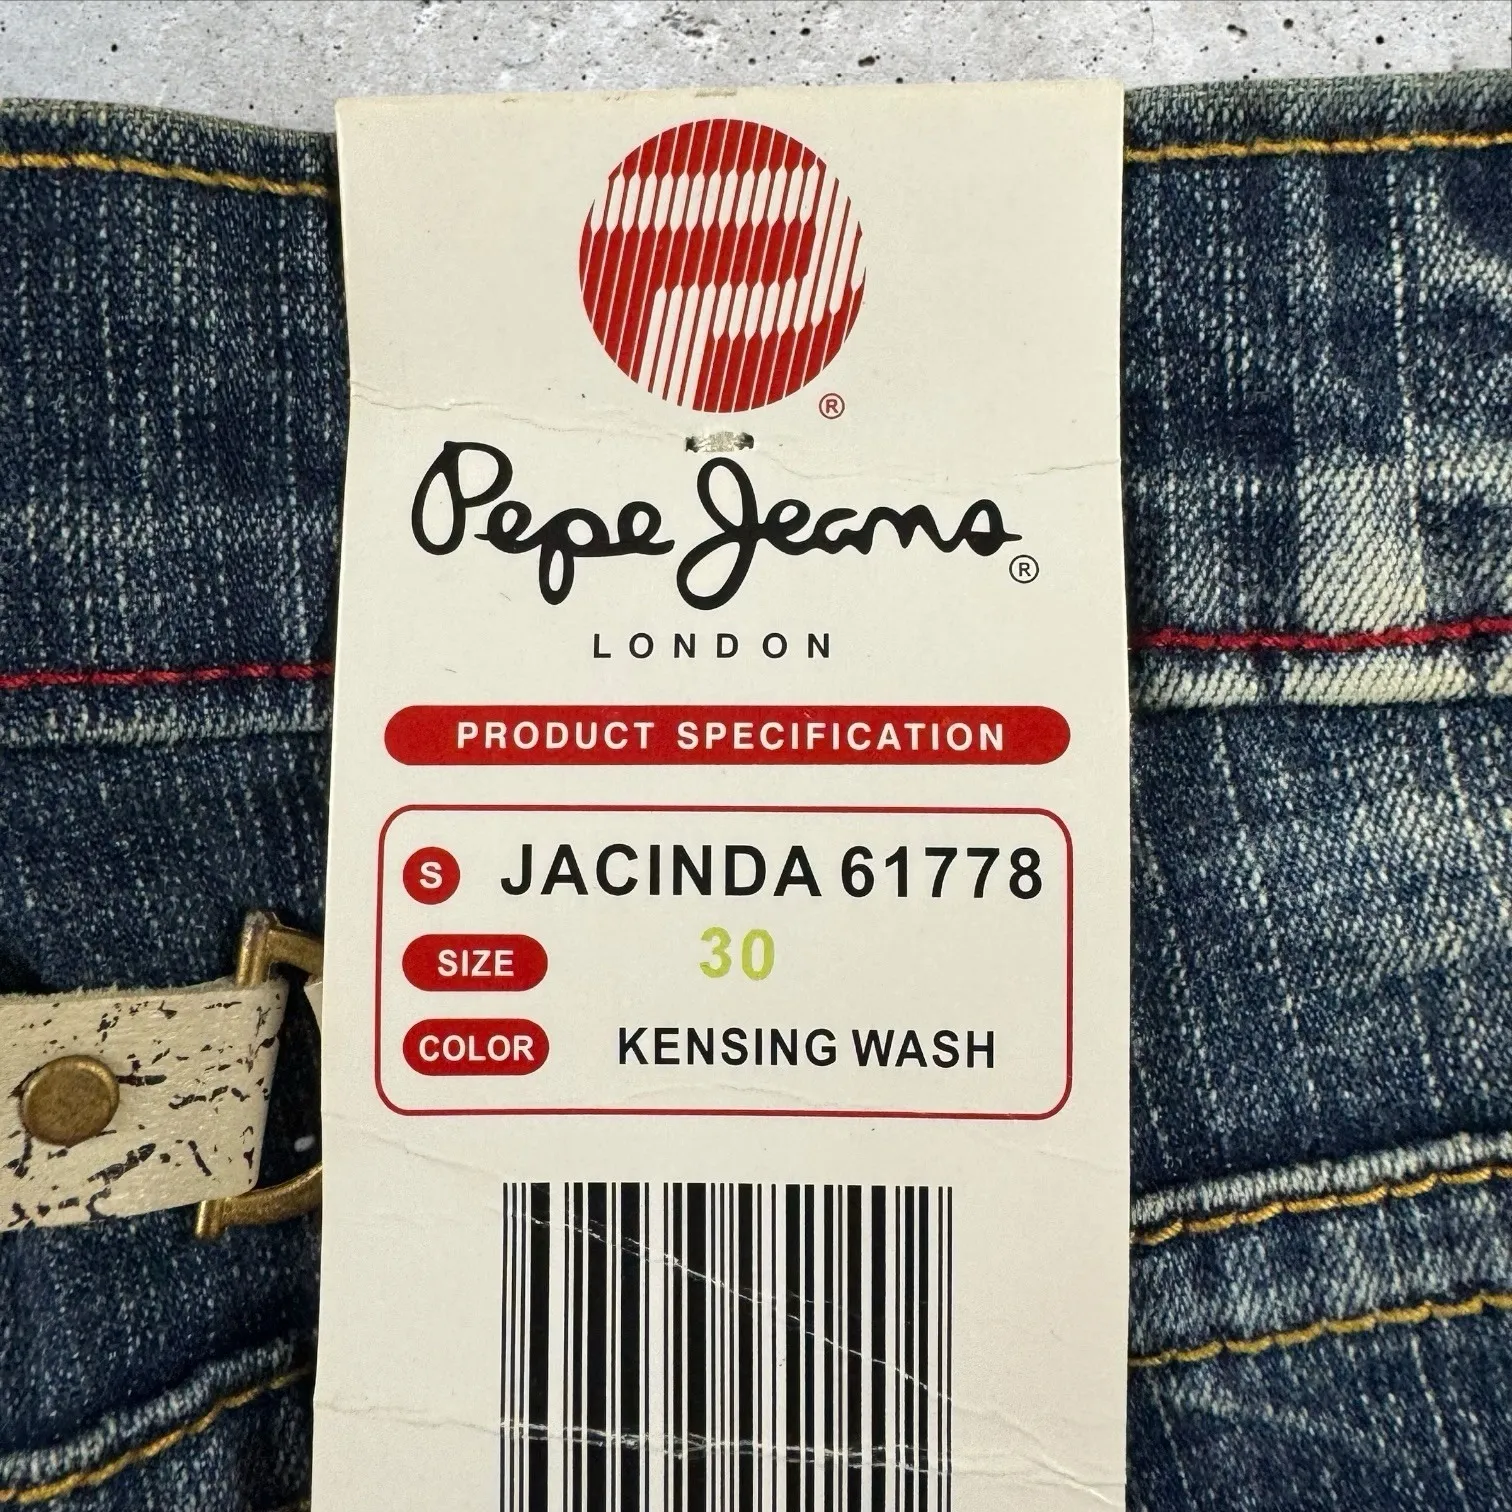 ®
Pepe Jeans®
LONDON
PRODUCT SPECIFICATION
S JACINDA 61778
SIZE 30
COLOR KENSING WASH